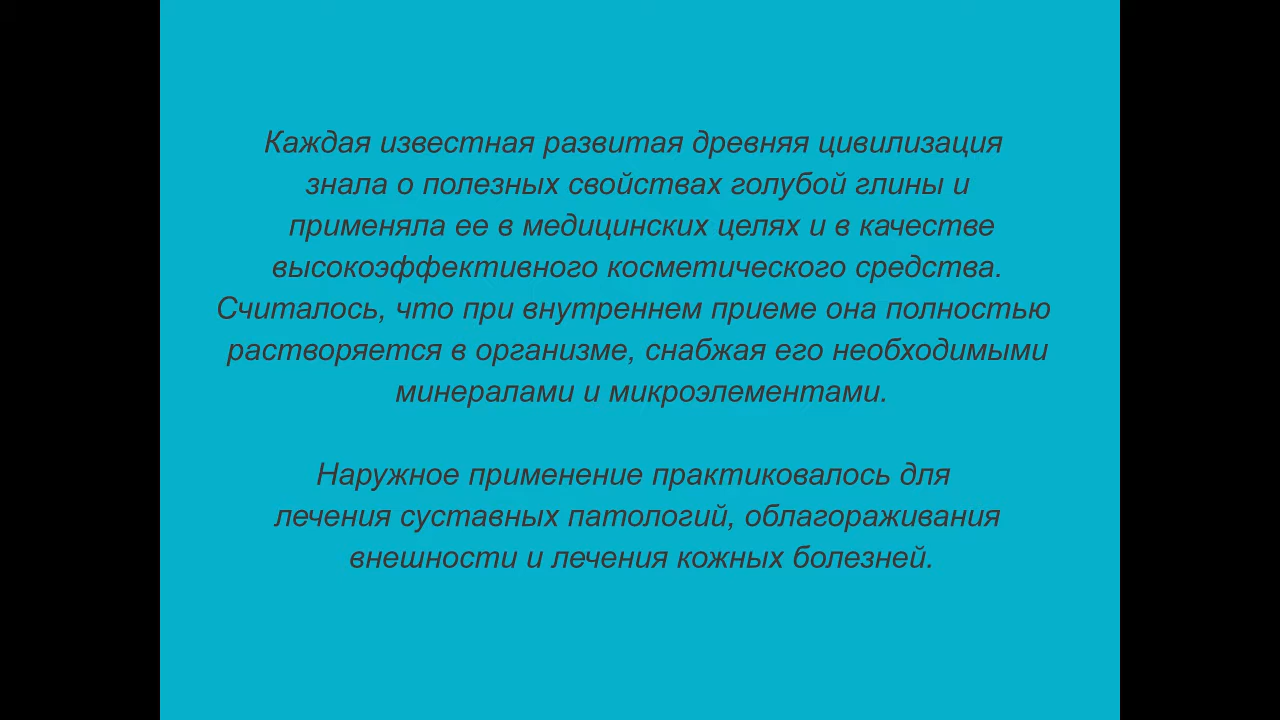 Каждая известная развитая древняя цивилизация
знала о полезных свойствах голубой глины и
применяла ее в медицинских целях и в качестве
высокоэффективного косметического средства.
Считалось, что при внутреннем приеме она полностью
растворяется в организме, снабжая его необходимыми
минералами и микроэлементами.
Наружное применение практиковалось для
лечения суставных патологий, облагораживания
внешности и лечения кожных болезней.